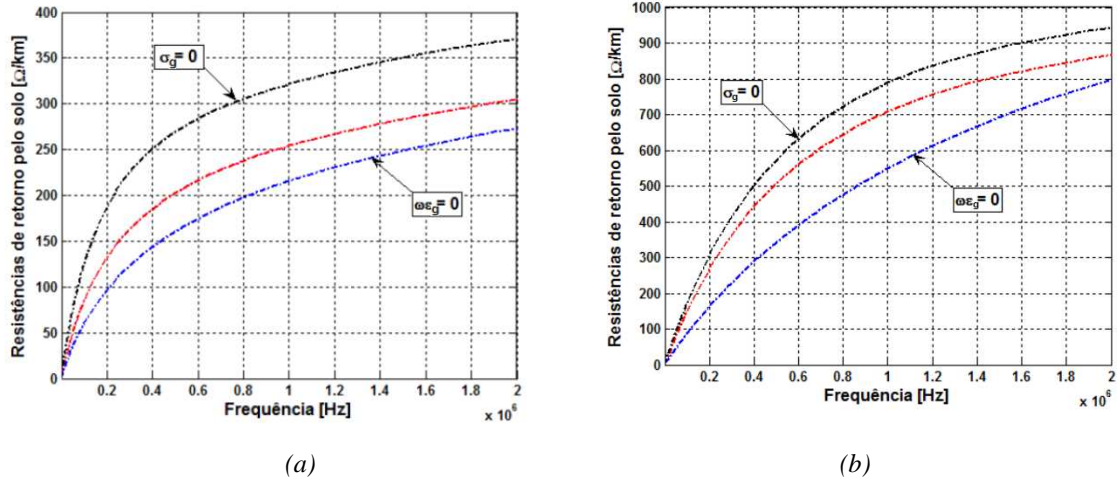 Resistências de retorno pelo solo [Ω/km]
400
350
300
250
200
150
100
50
0
σg= 0
ωεg= 0
0.2 0.4 0.6 0.8 1 1.2 1.4 1.6 1.8 2
x 10^6
Frequência [Hz]
(a)
Resistências de retorno pelo solo [Ω/km]
1000
900
800
700
600
500
400
300
200
100
0
σg= 0
ωεg= 0
0.2 0.4 0.6 0.8 1 1.2 1.4 1.6 1.8 2
x 10^6
Frequência [Hz]
(b)